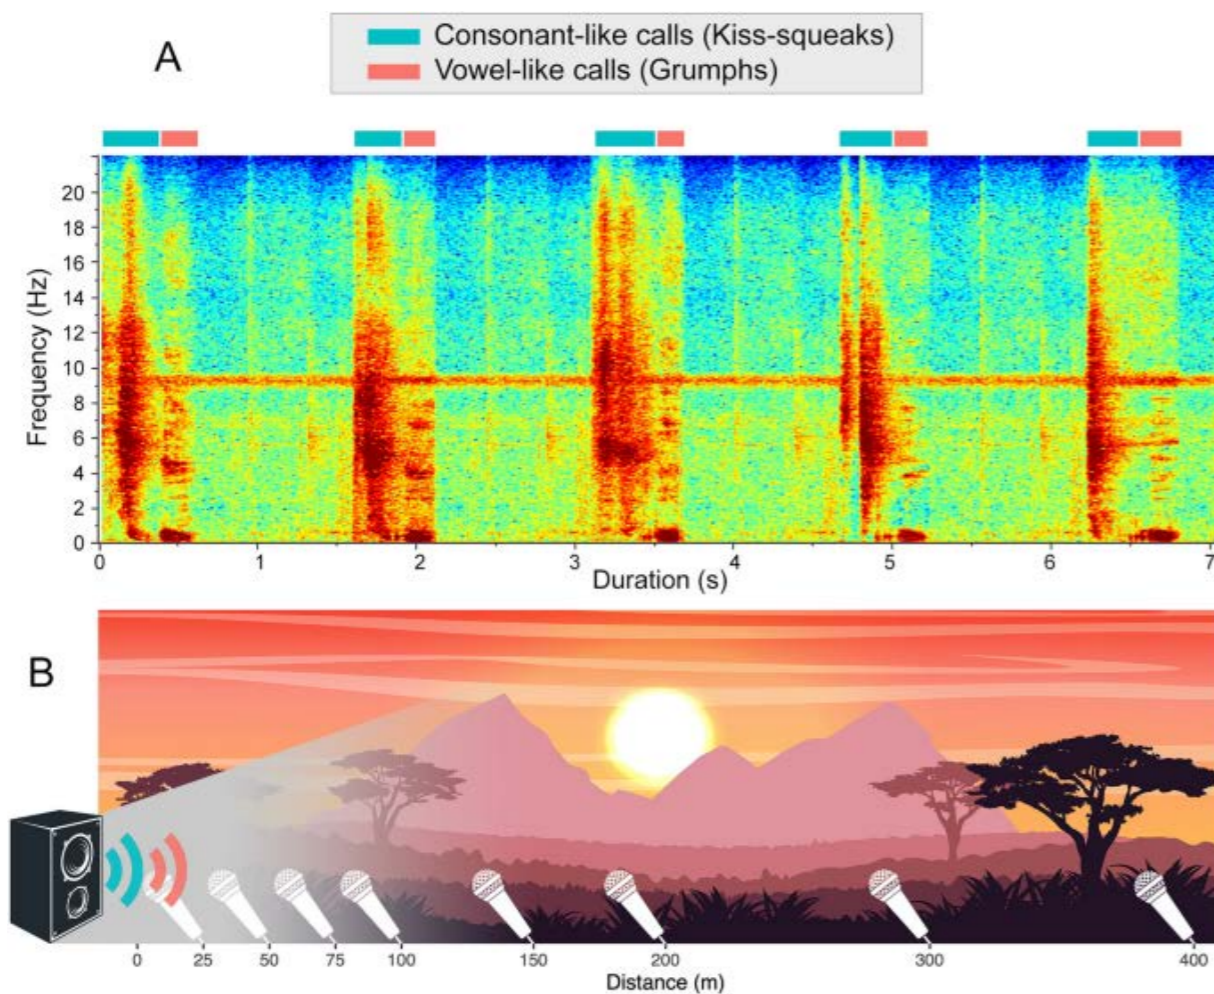 A
Consonant-like calls (Kiss-squeaks)
Vowel-like calls (Grumphs)
Frequency (Hz)
20
18
16
14
12
10
8
6
4
2
0
0 1 2 3 4 5 6 7
Duration (s)
B
0 25 50 75 100 150 200 300 400
Distance (m)